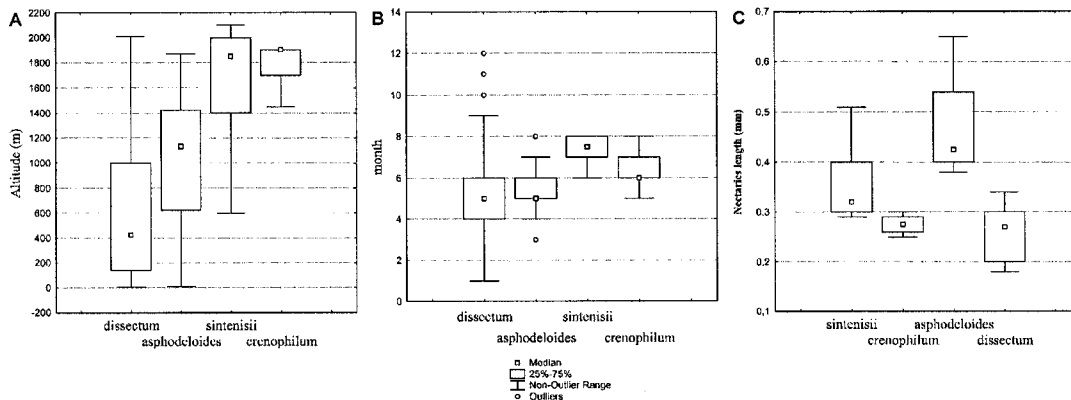 A
Altitude (m)
2200
2000
1800
1600
1400
1200
1000
800
600
400
200
0
-200
dissectum
asphodeloides
sintenisii
crenophilum
B
month
14
12
10
8
6
4
2
0
dissectum
asphodeloides
sintenisii
crenophilum
Median
25%-75%
Non-Outlier Range
Outliers
C
Nectaries length (mm)
0,7
0,6
0,5
0,4
0,3
0,2
0,1
sintenisii
crenophilum
asphodeloides
dissectum